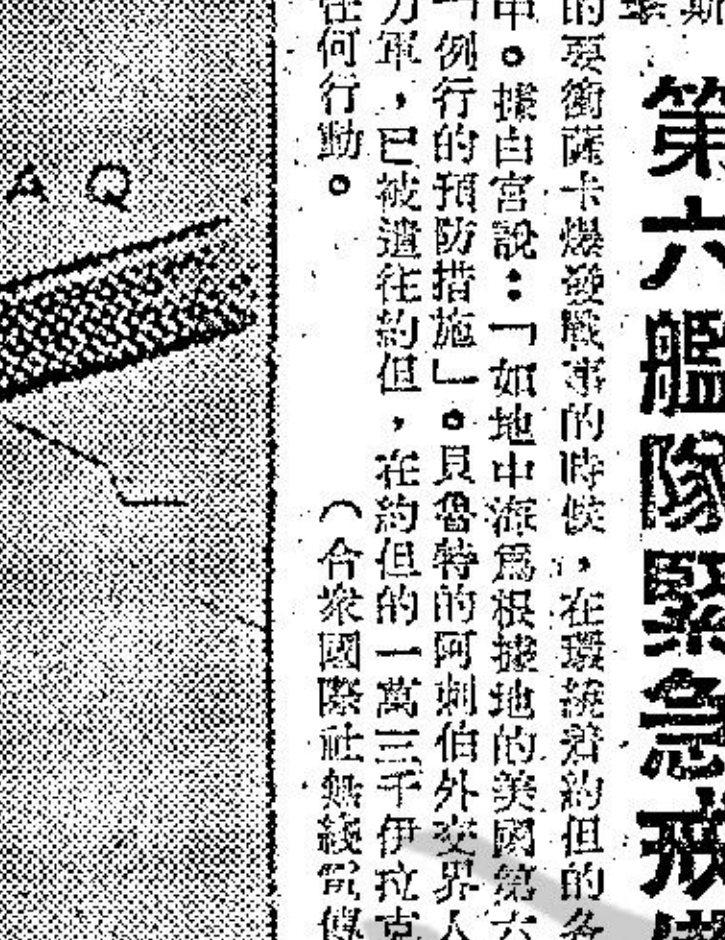 第六艦隊緊急戒
的要衝薩卡爆發戰事的時候，在環繞着約但的各
中。據白宮說：「如地中海爲根據地的美國第六
「例行的預防措施」。貝魯特的阿剌伯外交界人
力軍，已被遣往約但，在約但的一萬三千伊拉克
任何行動。（合衆國際社無綫電傳
AQ